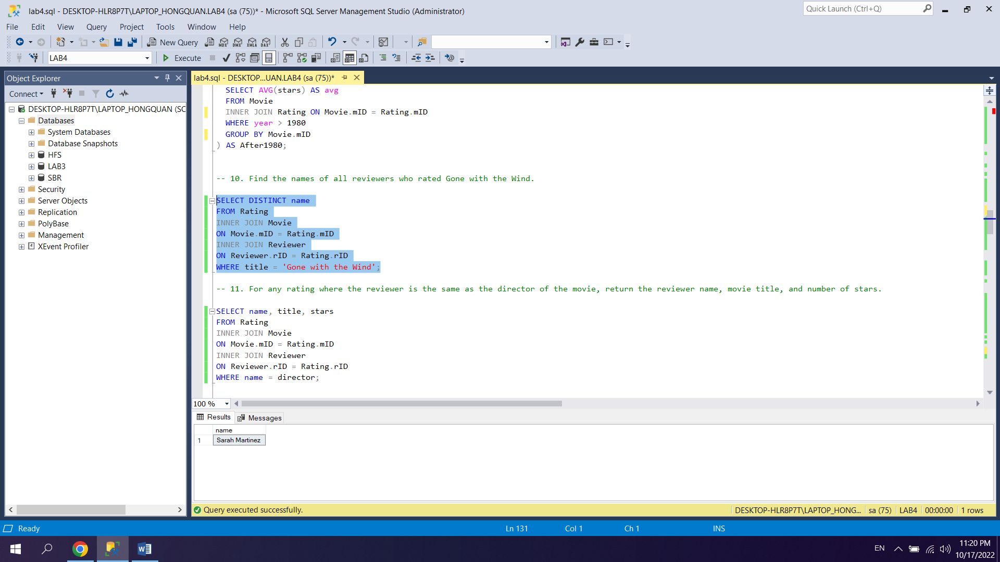 lab4.sql - DESKTOP-HLR8P7T\LAPTOP_HONGQUAN.LAB4 (sa (75))* - Microsoft SQL Server Management Studio (Administrator)
Quick Launch (Ctrl+Q)
File Edit View Query Project Tools Window Help
New Query
MDX DMX XMLA DAX
LAB4
Execute
Object Explorer
Connect
DESKTOP-HLR8P7T\LAPTOP_HONGQUAN (SC
Databases
System Databases
Database Snapshots
HFS
LAB3
SBR
Security
Server Objects
Replication
PolyBase
Management
XEvent Profiler
lab4.sql - DESKTOP...UAN.LAB4 (sa (75))*
SELECT AVG(stars) AS avg
FROM Movie
INNER JOIN Rating ON Movie.mID = Rating.mID
WHERE year > 1980
GROUP BY Movie.mID
) AS After1980;
-- 10. Find the names of all reviewers who rated Gone with the Wind.
SELECT DISTINCT name
FROM Rating
INNER JOIN Movie
ON Movie.mID = Rating.mID
INNER JOIN Reviewer
ON Reviewer.rID = Rating.rID
WHERE title = 'Gone with the Wind';
-- 11. For any rating where the reviewer is the same as the director of the movie, return the reviewer name, movie title, and number of stars.
SELECT name, title, stars
FROM Rating
INNER JOIN Movie
ON Movie.mID = Rating.mID
INNER JOIN Reviewer
ON Reviewer.rID = Rating.rID
WHERE name = director;
100 %
Results Messages
name
1 Sarah Martinez
Query executed successfully.
DESKTOP-HLR8P7T\LAPTOP_HONG... sa (75) LAB4 00:00:00 1 rows
Ready
Ln 131 Col 1 Ch 1 INS
EN
11:20 PM
10/17/2022